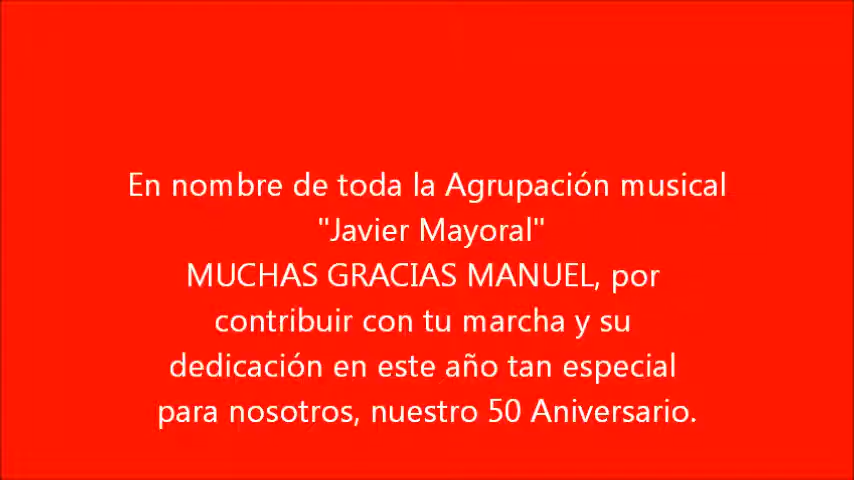 En nombre de toda la Agrupación musical
"Javier Mayoral"
MUCHAS GRACIAS MANUEL, por
contribuir con tu marcha y su
dedicación en este año tan especial
para nosotros, nuestro 50 Aniversario.